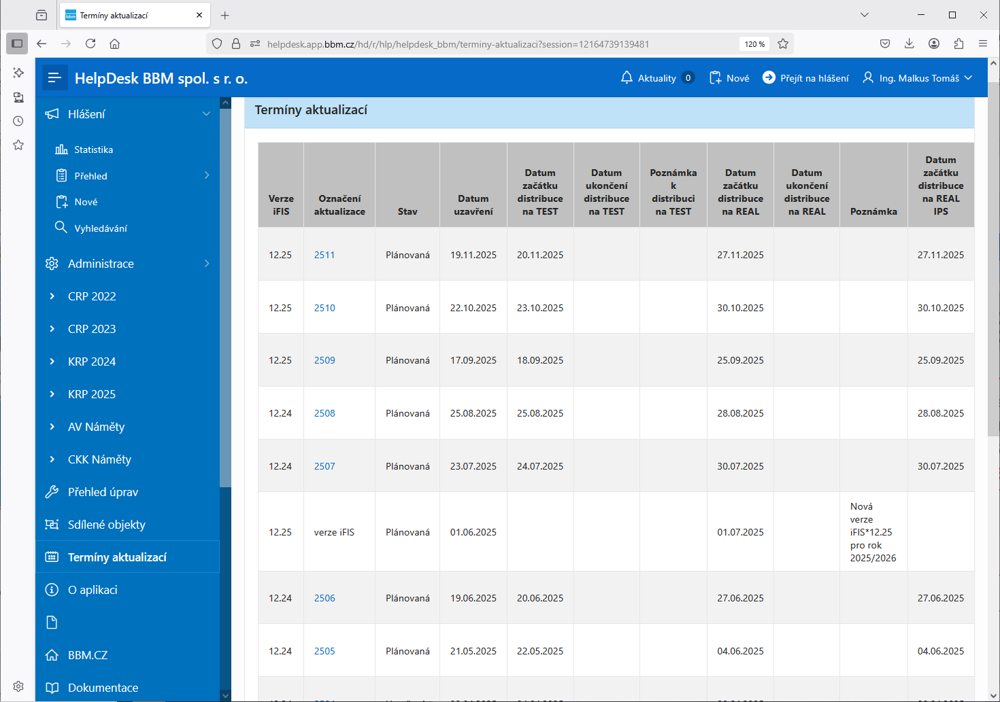 Termíny aktualizací
helpdesk.app.bbm.cz/hd/r/hlp/helpdesk_bbm/terminy-aktualizaci?session=12164739139481
120 %
HelpDesk BBM spol. s r. o.
Aktuality 0
Nové
Přejít na hlášení
Ing. Malkus Tomáš
Hlášení
Statistika
Přehled
Nové
Vyhledávání
Administrace
CRP 2022
CRP 2023
KRP 2024
KRP 2025
AV Náměty
CKK Náměty
Přehled úprav
Sdílené objekty
Termíny aktualizací
O aplikaci
BBM.CZ
Dokumentace
Termíny aktualizací
Verze iFIS
Označení aktualizace
Stav
Datum uzavření
Datum začátku distribuce na TEST
Datum ukončení distribuce na TEST
Poznámka k distribuci na TEST
Datum začátku distribuce na REAL
Datum ukončení distribuce na REAL
Poznámka
Datum začátku distribuce na REAL IPS
12.25 2511 Plánovaná 19.11.2025 20.11.2025 27.11.2025 27.11.2025
12.25 2510 Plánovaná 22.10.2025 23.10.2025 30.10.2025 30.10.2025
12.25 2509 Plánovaná 17.09.2025 18.09.2025 25.09.2025 25.09.2025
12.24 2508 Plánovaná 25.08.2025 25.08.2025 28.08.2025 28.08.2025
12.24 2507 Plánovaná 23.07.2025 24.07.2025 30.07.2025 30.07.2025
12.25 verze iFIS Plánovaná 01.06.2025 01.07.2025 Nová verze iFIS*12.25 pro rok 2025/2026
12.24 2506 Plánovaná 19.06.2025 20.06.2025 27.06.2025 27.06.2025
12.24 2505 Plánovaná 21.05.2025 22.05.2025 04.06.2025 04.06.2025